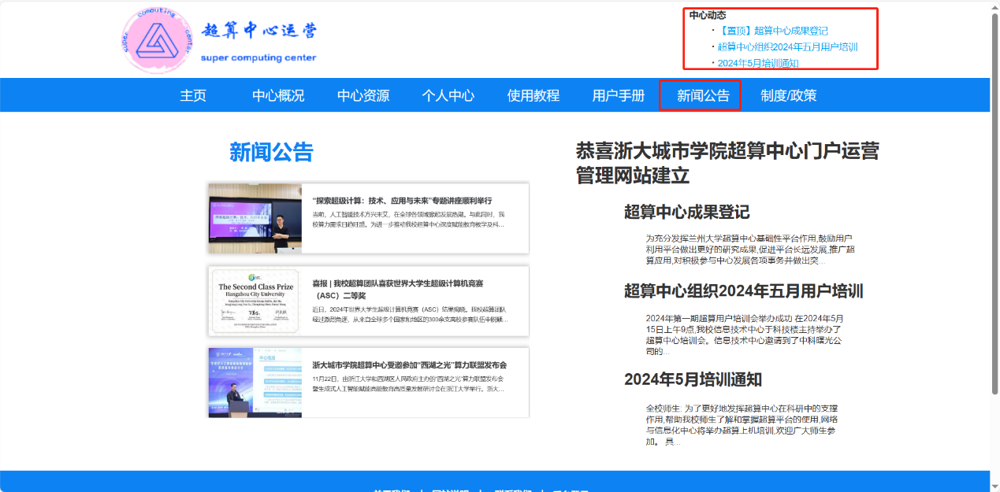 super computing center
超算中心运营
super computing center
中心动态
·【置顶】超算中心成果登记
·超算中心组织2024年五月用户培训
·2024年5月培训通知
主页 中心概况 中心资源 个人中心 使用教程 用户手册 新闻公告 制度/政策
新闻公告
“探索超级计算：技术、应用与未来”专题讲座顺利举行
当前，人工智能技术方兴未艾，在全球各领域掀起发展热潮。与此同时，我
校算力需求日趋旺盛。为进一步推动我校超算中心深度赋能教育教学及科...
The Second Class Prize
Hangzhou City University
喜报 | 我校超算团队喜获世界大学生超级计算机竞赛
（ASC）二等奖
近日，2024年世界大学生超级计算机竞赛（ASC）结果揭晓。我校超算团队
经过激烈角逐，从来自全球多个国家和地区的300余支高校参赛队伍中脱颖...
中心概况
浙大城市学院超算中心受邀参加“西湖之光”算力联盟发布会
11月22日，由浙江大学和西湖区人民政府主办的“西湖之光”算力联盟发布会
暨生成式人工智能赋能高能教育高质量发展研讨会在浙江大学举行。浙大...
恭喜浙大城市学院超算中心门户运营
管理网站建立
超算中心成果登记
为充分发挥兰州大学超算中心基础性平台作用,鼓励用户
利用平台做出更好的研究成果,促进平台长远发展,推广超
算应用,对积极参与中心发展各项事务并做出突...
超算中心组织2024年五月用户培训
2024年第一期超算用户培训会举办成功 在2024年5月
15日上午9点,我校信息技术中心于科技楼主持举办了
超算中心培训会。信息技术中心邀请到了中科曙光公
司的...
2024年5月培训通知
全校师生: 为了更好地发挥超算中心在科研中的支撑
作用,帮助我校师生了解和掌握超算平台的使用,网络
与信息化中心将举办超算上机培训,欢迎广大师生参
加。 具...